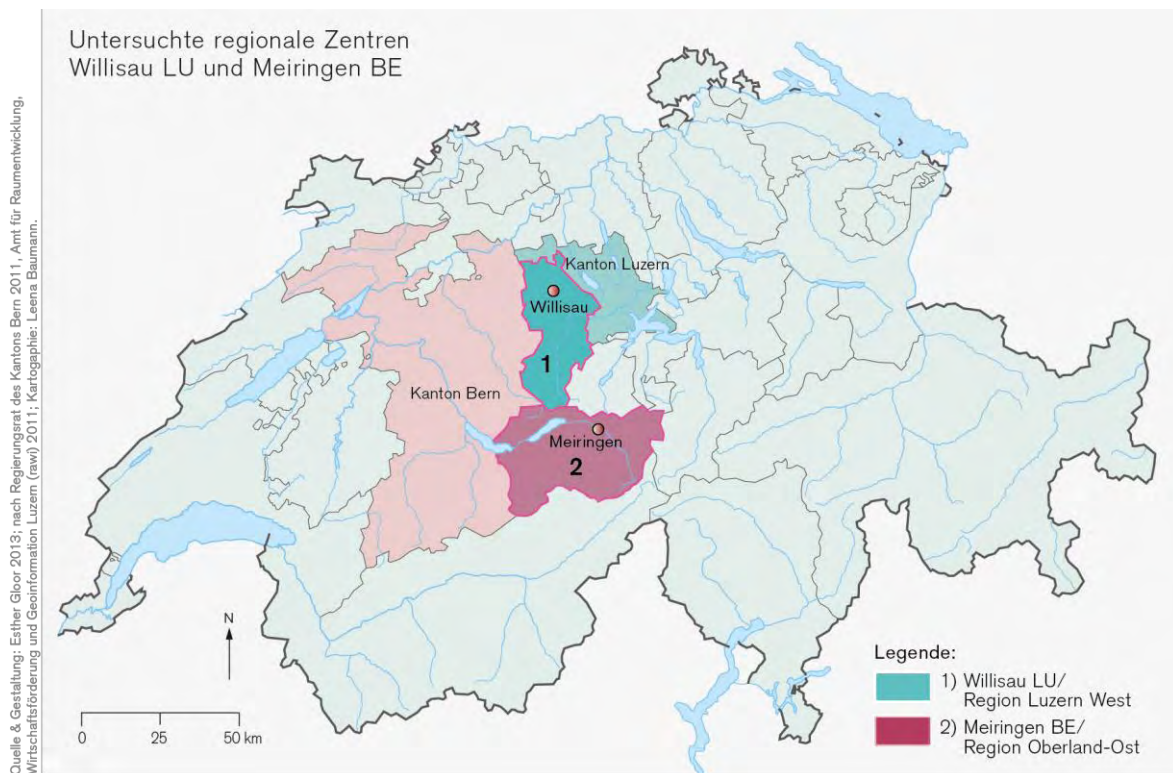 Untersuchte regionale Zentren
Willisau LU und Meiringen BE
Quelle & Gestaltung: Esther Gloor 2013; nach Regierungsrat des Kantons Bern 2011, Amt für Raumentwicklung,
Wirtschaftsförderung und Geoinformation Luzern (rawi) 2011; Kartogaphie: Leena Baumann.
Kanton Luzern
Willisau
1
Kanton Bern
Meiringen
2
N
0 25 50 km
Legende:
1) Willisau LU/
Region Luzern West
2) Meiringen BE/
Region Oberland-Ost